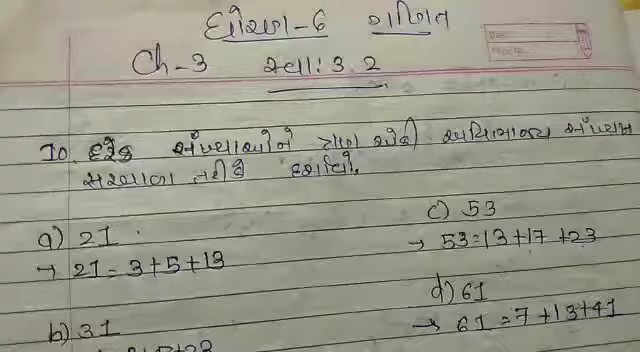 ધોરણ-6 ગણિત
Ch-3 સ્વા: 3.2
10. દરેક સંખ્યાઓને ત્રણ એકી અવિભાજ્ય સંખ્યાના
સરવાળા તરીકે દર્શાવો.
a) 21
→ 21 = 3+5+13
b) 31
c) 53
→ 53=13+17+23
d) 61
→ 61 = 7+13+41